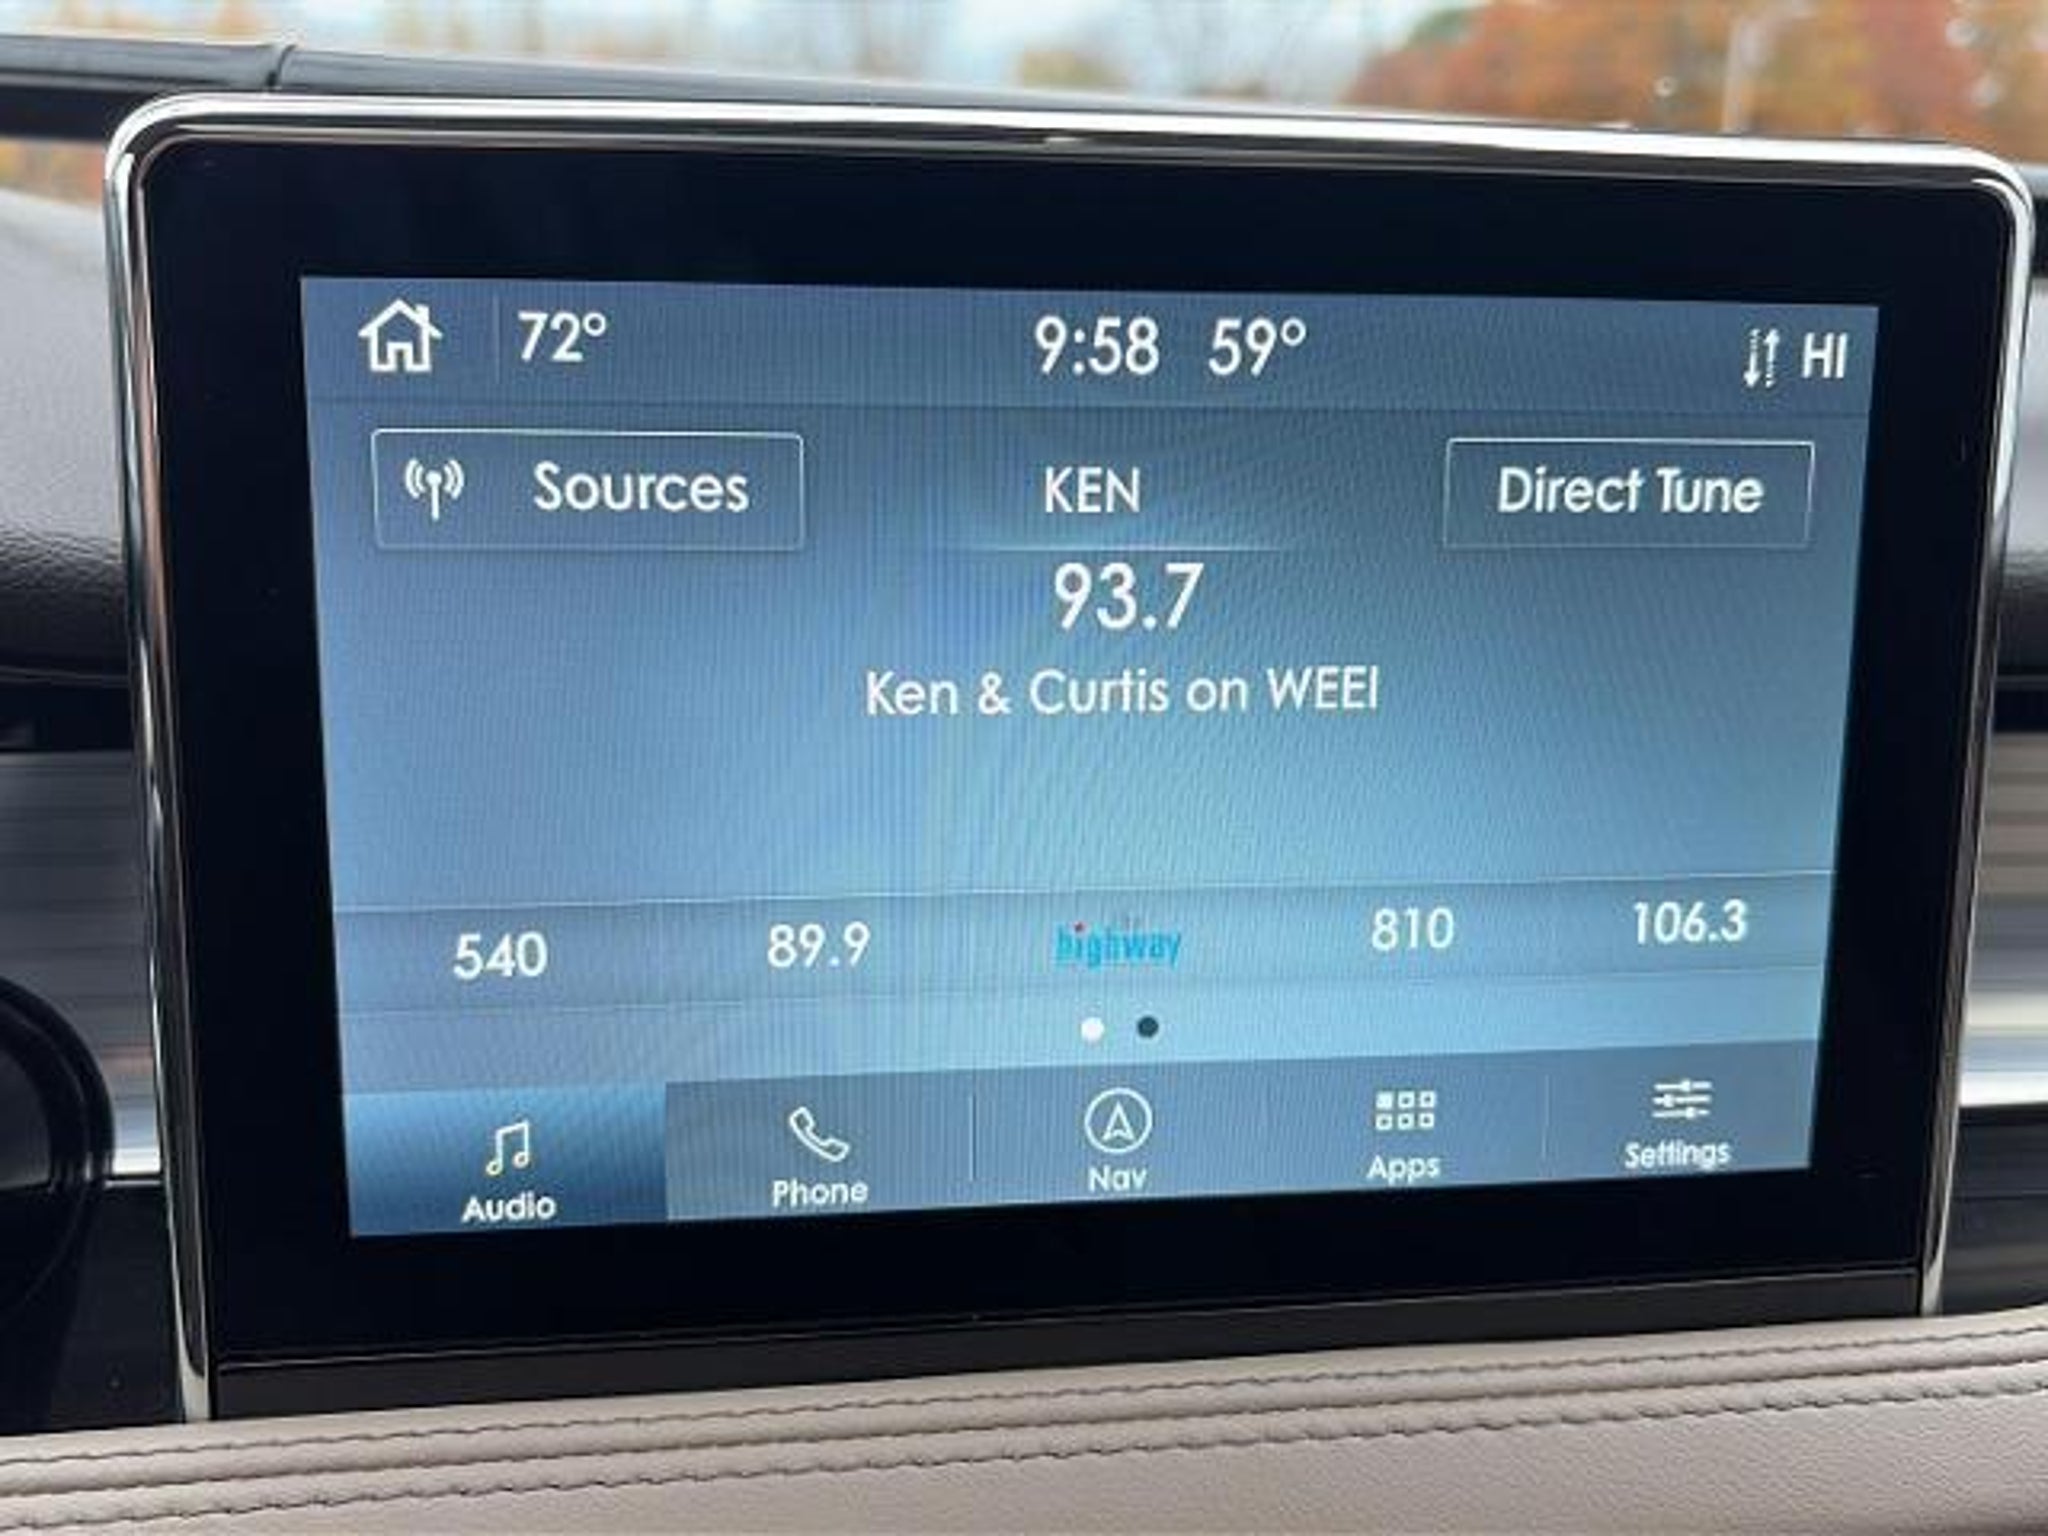 72° 9:58 59° HI
Sources KEN Direct Tune
93.7
Ken & Curtis on WEEI
540 89.9 highway 810 106.3
Audio Phone Nav Apps Settings